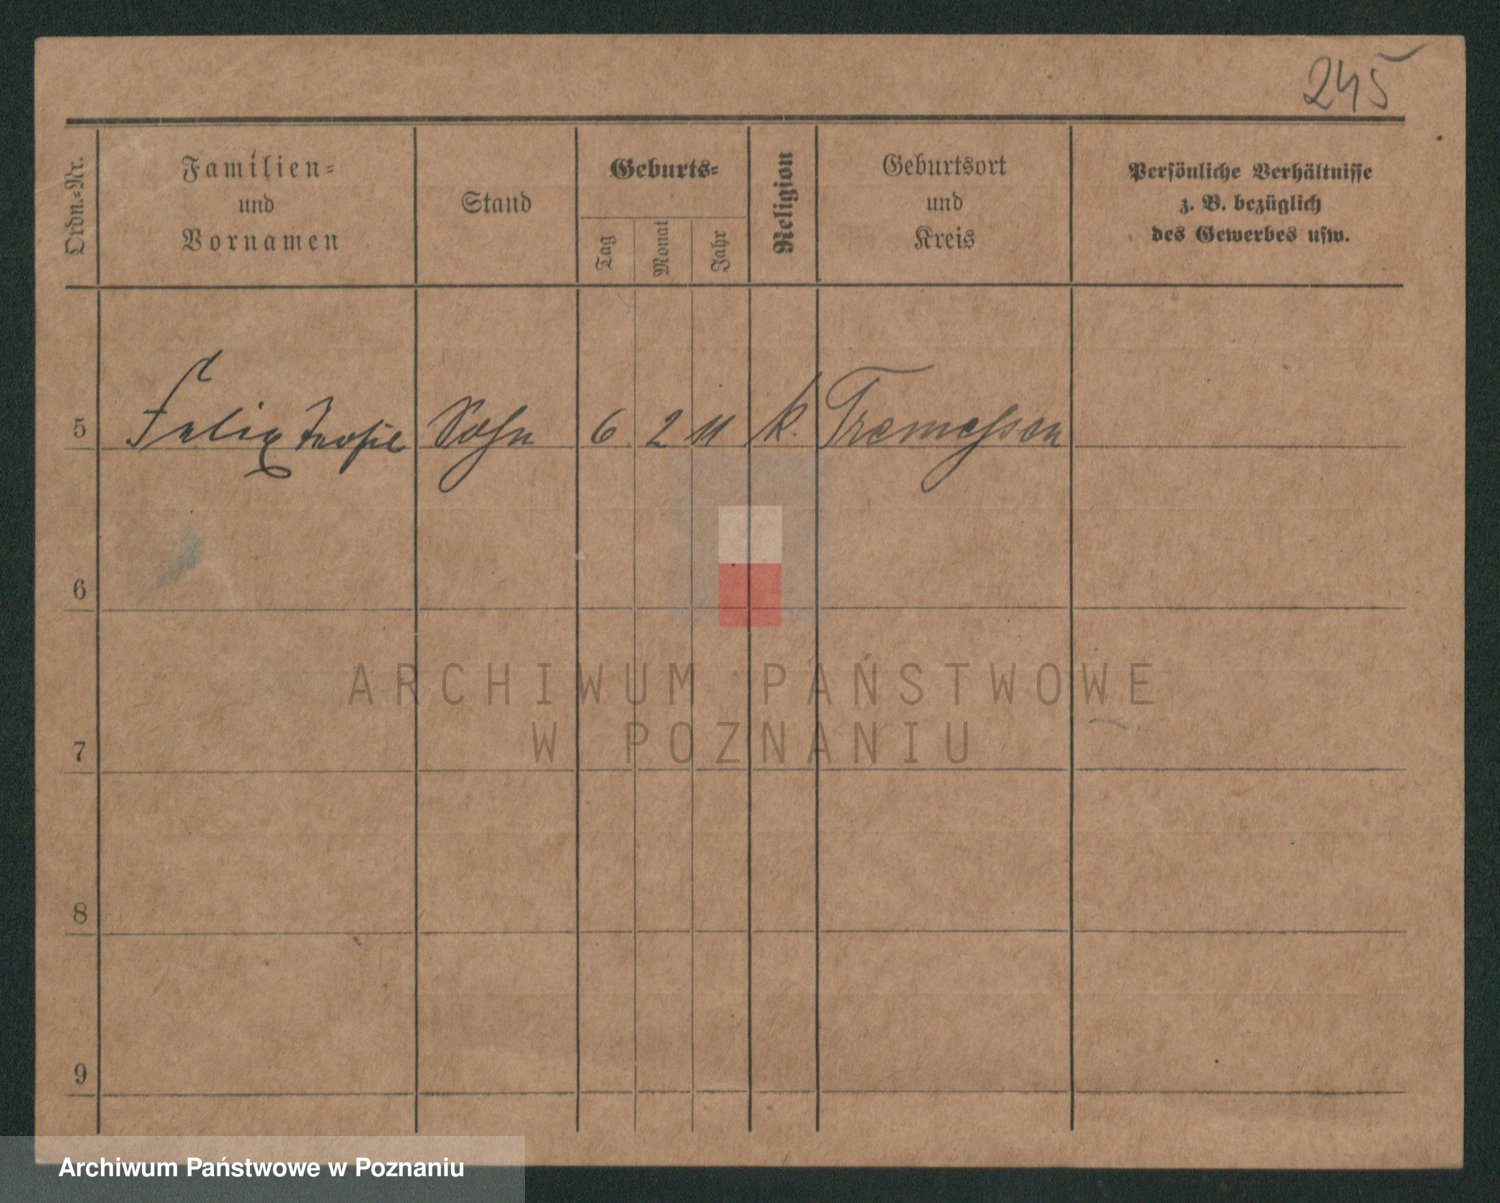 245
Ordn.=Nr.
Familien=
und
Vornamen
Stand
Geburts=
Tag
Monat
Jahr
Religion
Geburtsort
und
Kreis
Persönliche Verhältnisse
z. B. bezüglich
des Gewerbes usw.
5 Felix Sohn 6 2 11 k. Tremessen
6
7
8
9
ARCHIWUM PAŃSTWOWE
W POZNANIU
Archiwum Państwowe w Poznaniu